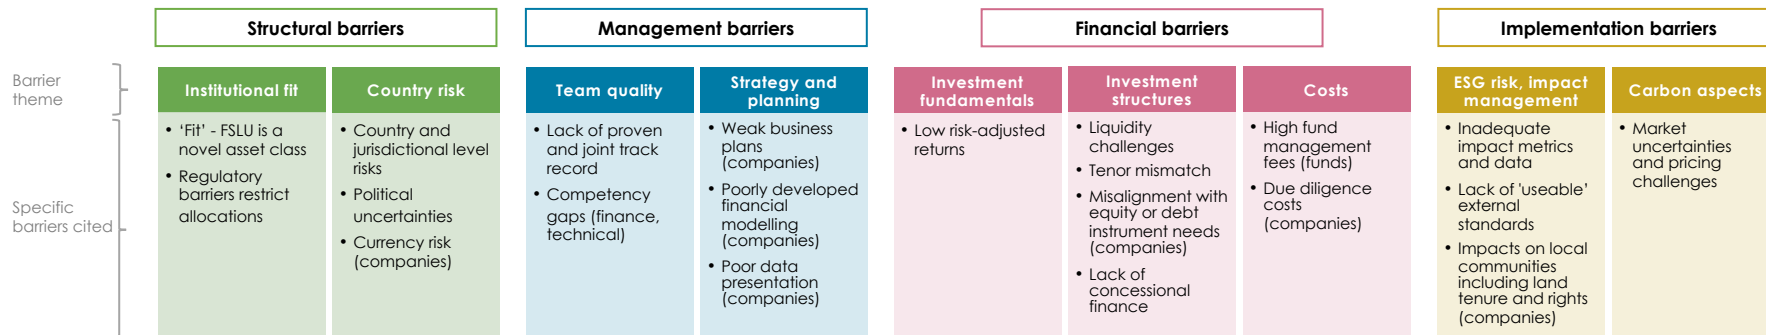 Structural barriers
Management barriers
Financial barriers
Implementation barriers
Barrier
theme
Institutional fit
Country risk
Team quality
Strategy and
planning
Investment
fundamentals
Investment
structures
Costs
ESG risk, impact
management
Carbon aspects
Specific
barriers cited
• ‘Fit’ - FSLU is a
novel asset class
• Regulatory
barriers restrict
allocations
• Country and
jurisdictional level
risks
• Political
uncertainties
• Currency risk
(companies)
• Lack of proven
and joint track
record
• Competency
gaps (finance,
technical)
• Weak business
plans
(companies)
• Poorly developed
financial
modelling
(companies)
• Poor data
presentation
(companies)
• Low risk-adjusted
returns
• Liquidity
challenges
• Tenor mismatch
• Misalignment with
equity or debt
instrument needs
(companies)
• Lack of
concessional
finance
• High fund
management
fees (funds)
• Due diligence
costs
(companies)
• Inadequate
impact metrics
and data
• Lack of 'useable’
external
standards
• Impacts on local
communities
including land
tenure and rights
(companies)
• Market
uncertainties
and pricing
challenges